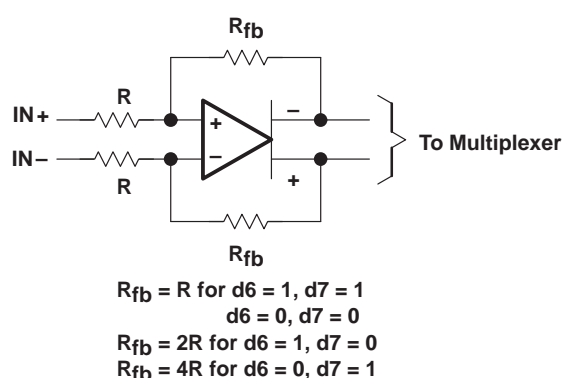 Rfb
R
IN+
+
–
To Multiplexer
IN–
–
+
R
Rfb
Rfb = R for d6 = 1, d7 = 1
d6 = 0, d7 = 0
Rfb = 2R for d6 = 1, d7 = 0
Rfb = 4R for d6 = 0, d7 = 1